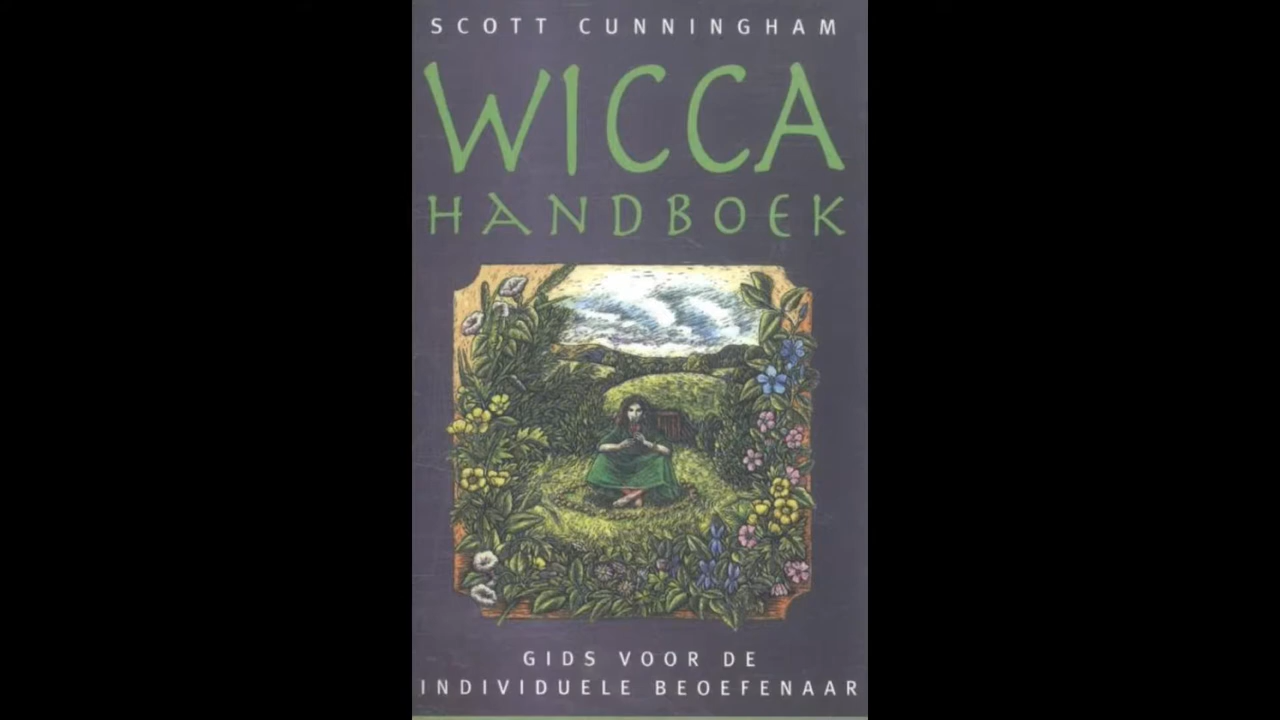 SCOTT CUNNINGHAM
WICCA
HANDBOEK
GIDS VOOR DE
INDIVIDUELE BEOEFENAAR